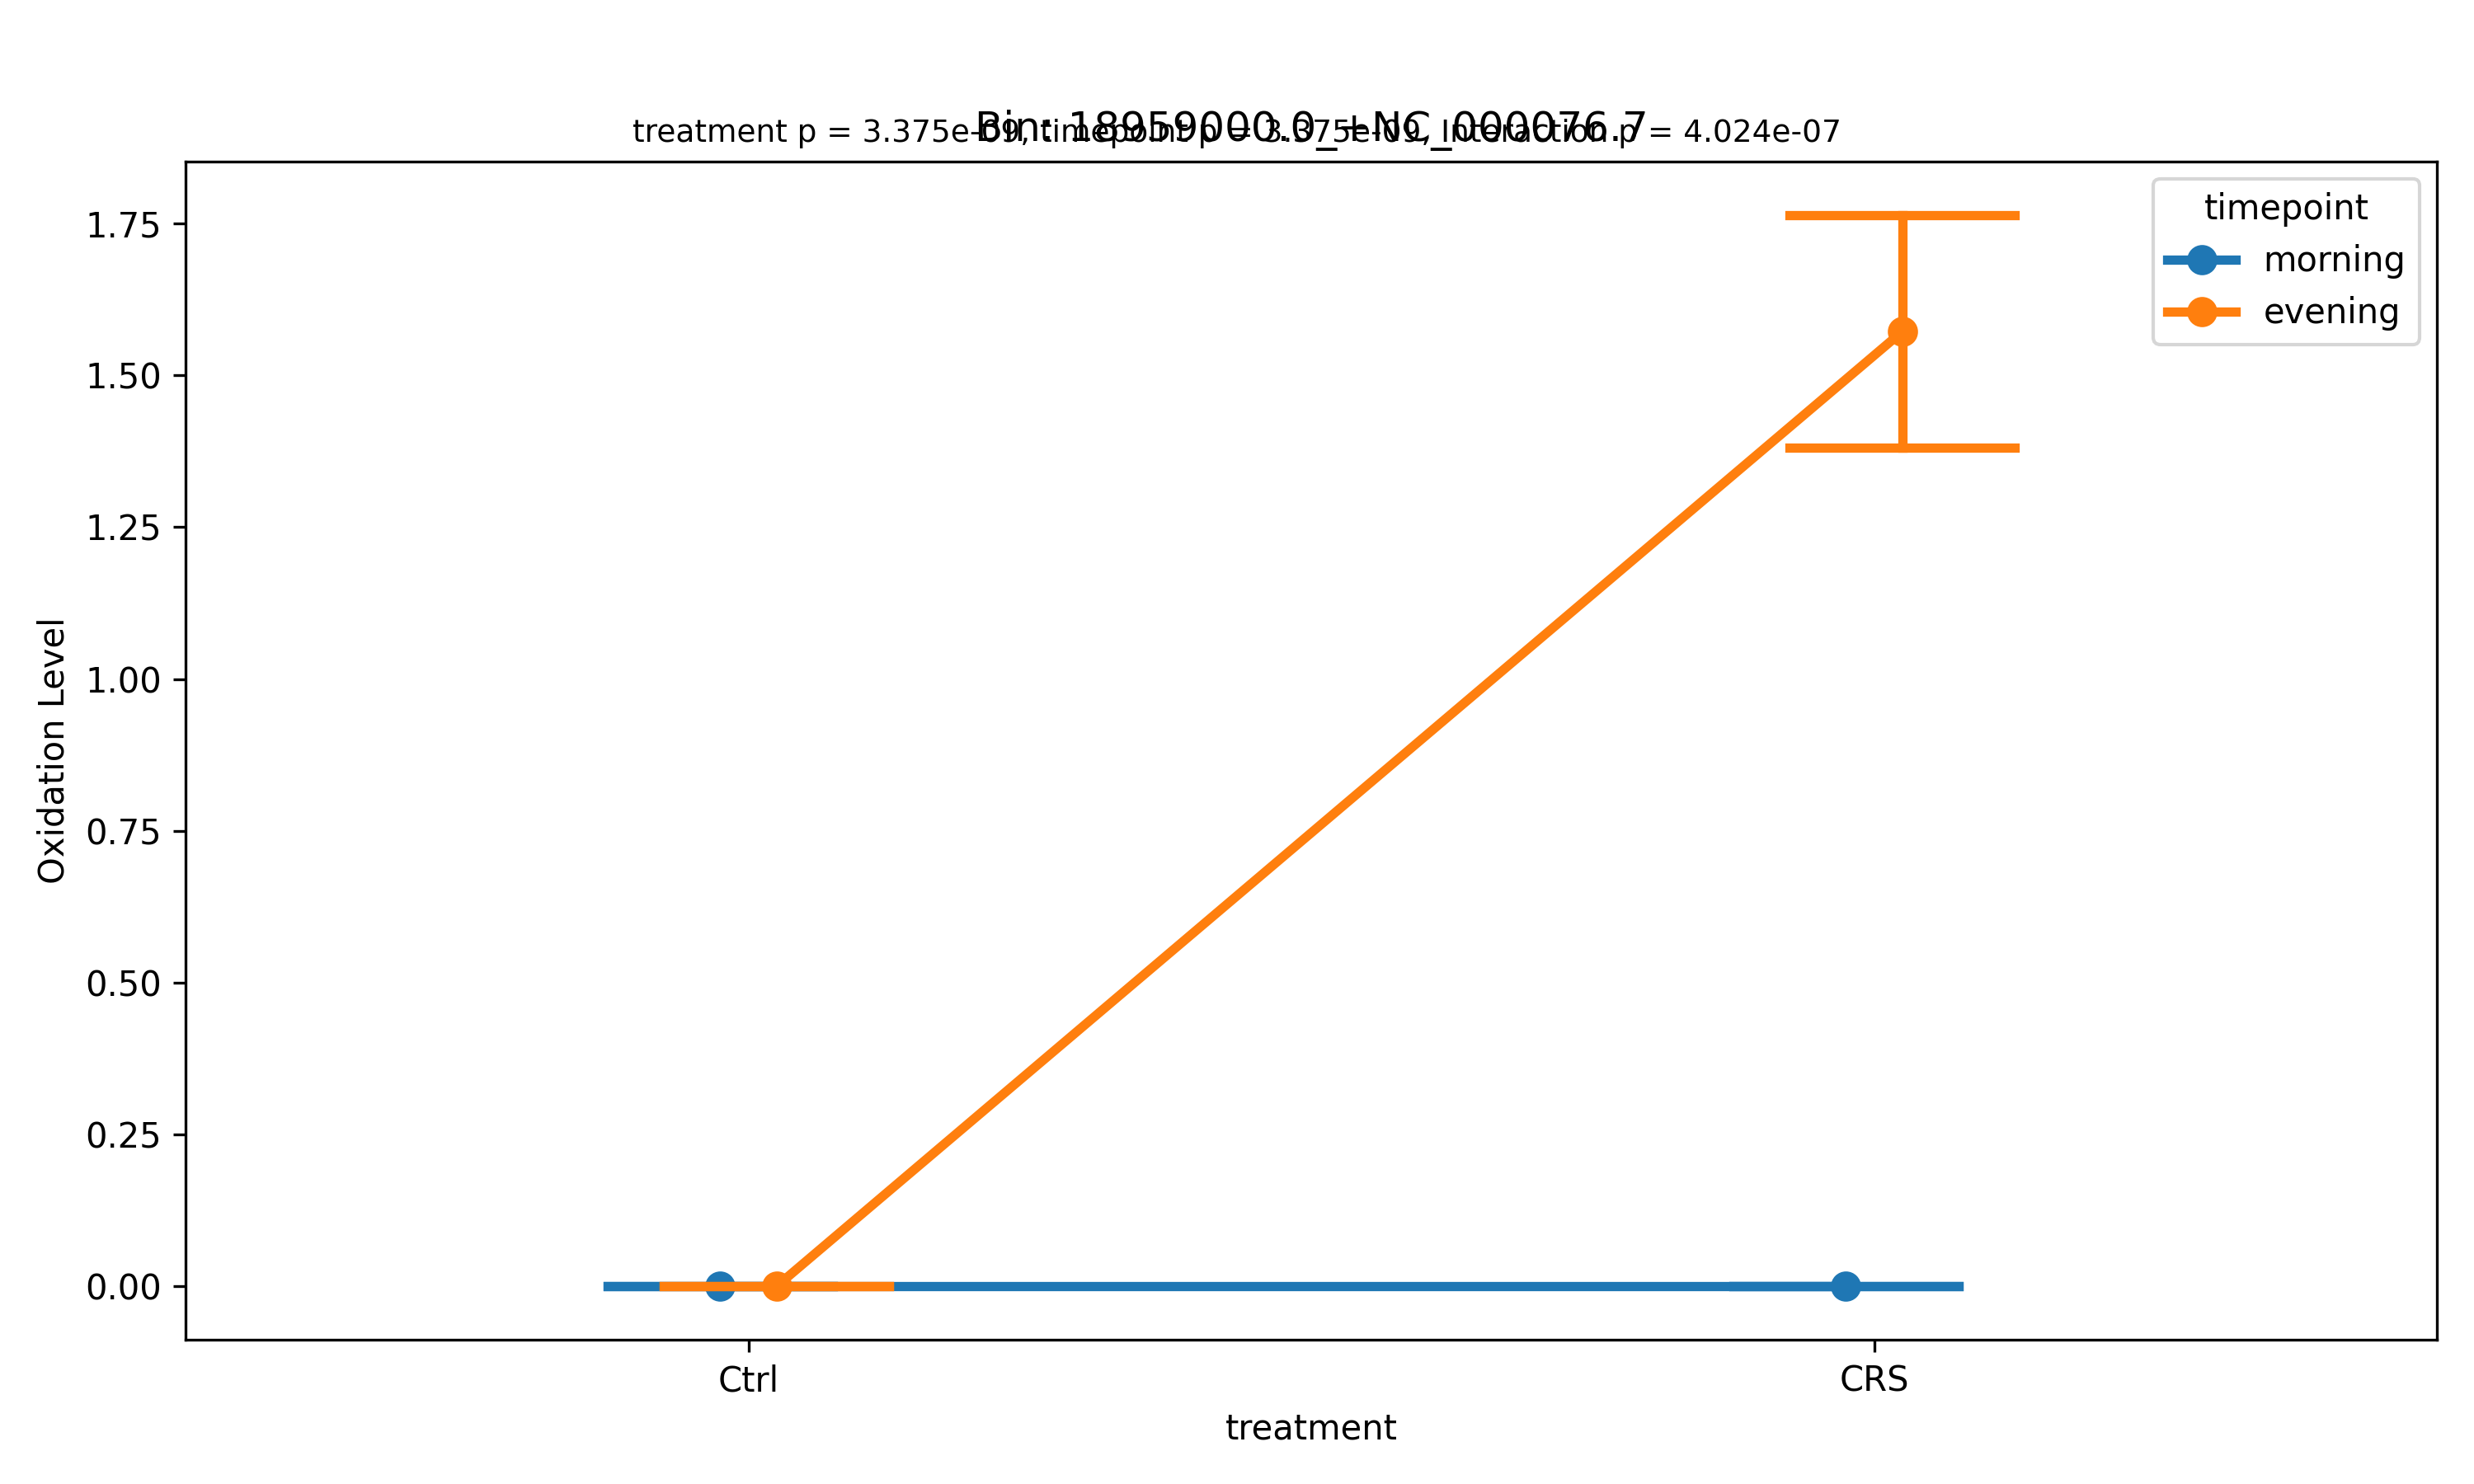 Bin: 18959000.0_+NC_000076.7
treatment p = 3.375e-09, timepoint p = 3.375e-09, Interaction p = 4.024e-07
timepoint
morning
evening
1.75
1.50
1.25
1.00
0.75
0.50
0.25
0.00
Oxidation Level
Ctrl
CRS
treatment